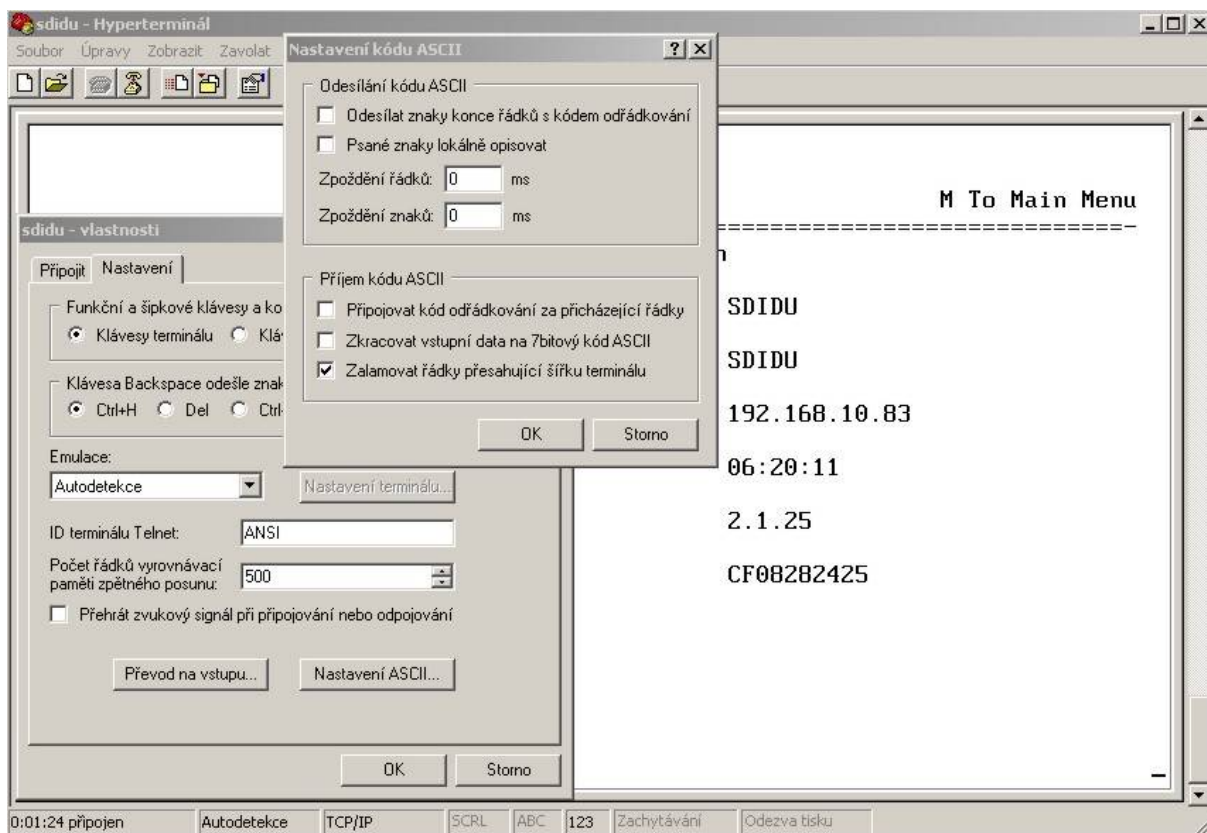 sdidu - Hyperterminál
Soubor Úpravy Zobrazit Zavolat
M To Main Menu
SDIDU
SDIDU
192.168.10.83
06:20:11
2.1.25
CF08282425
Nastavení kódu ASCII
Odesílání kódu ASCII
Odesílat znaky konce řádků s kódem odřádkování
Psané znaky lokálně opisovat
Zpoždění řádků: 0 ms
Zpoždění znaků: 0 ms
Příjem kódu ASCII
Připojovat kód odřádkování za přicházející řádky
Zkracovat vstupní data na 7bitový kód ASCII
Zalamovat řádky přesahující šířku terminálu
OK Storno
sdidu - vlastnosti
Připojit Nastavení
Funkční a šipkové klávesy a ko
Klávesy terminálu Klá
Klávesa Backspace odešle znak
Ctrl+H Del Ctrl
Emulace:
Autodetekce Nastavení terminálu...
ID terminálu Telnet: ANSI
Počet řádků vyrovnávací
paměti zpětného posunu: 500
Přehrát zvukový signál při připojování nebo odpojování
Převod na vstupu... Nastavení ASCII...
OK Storno
0:01:24 připojen Autodetekce TCP/IP SCRL ABC 123 Zachytávání Odezva tisku